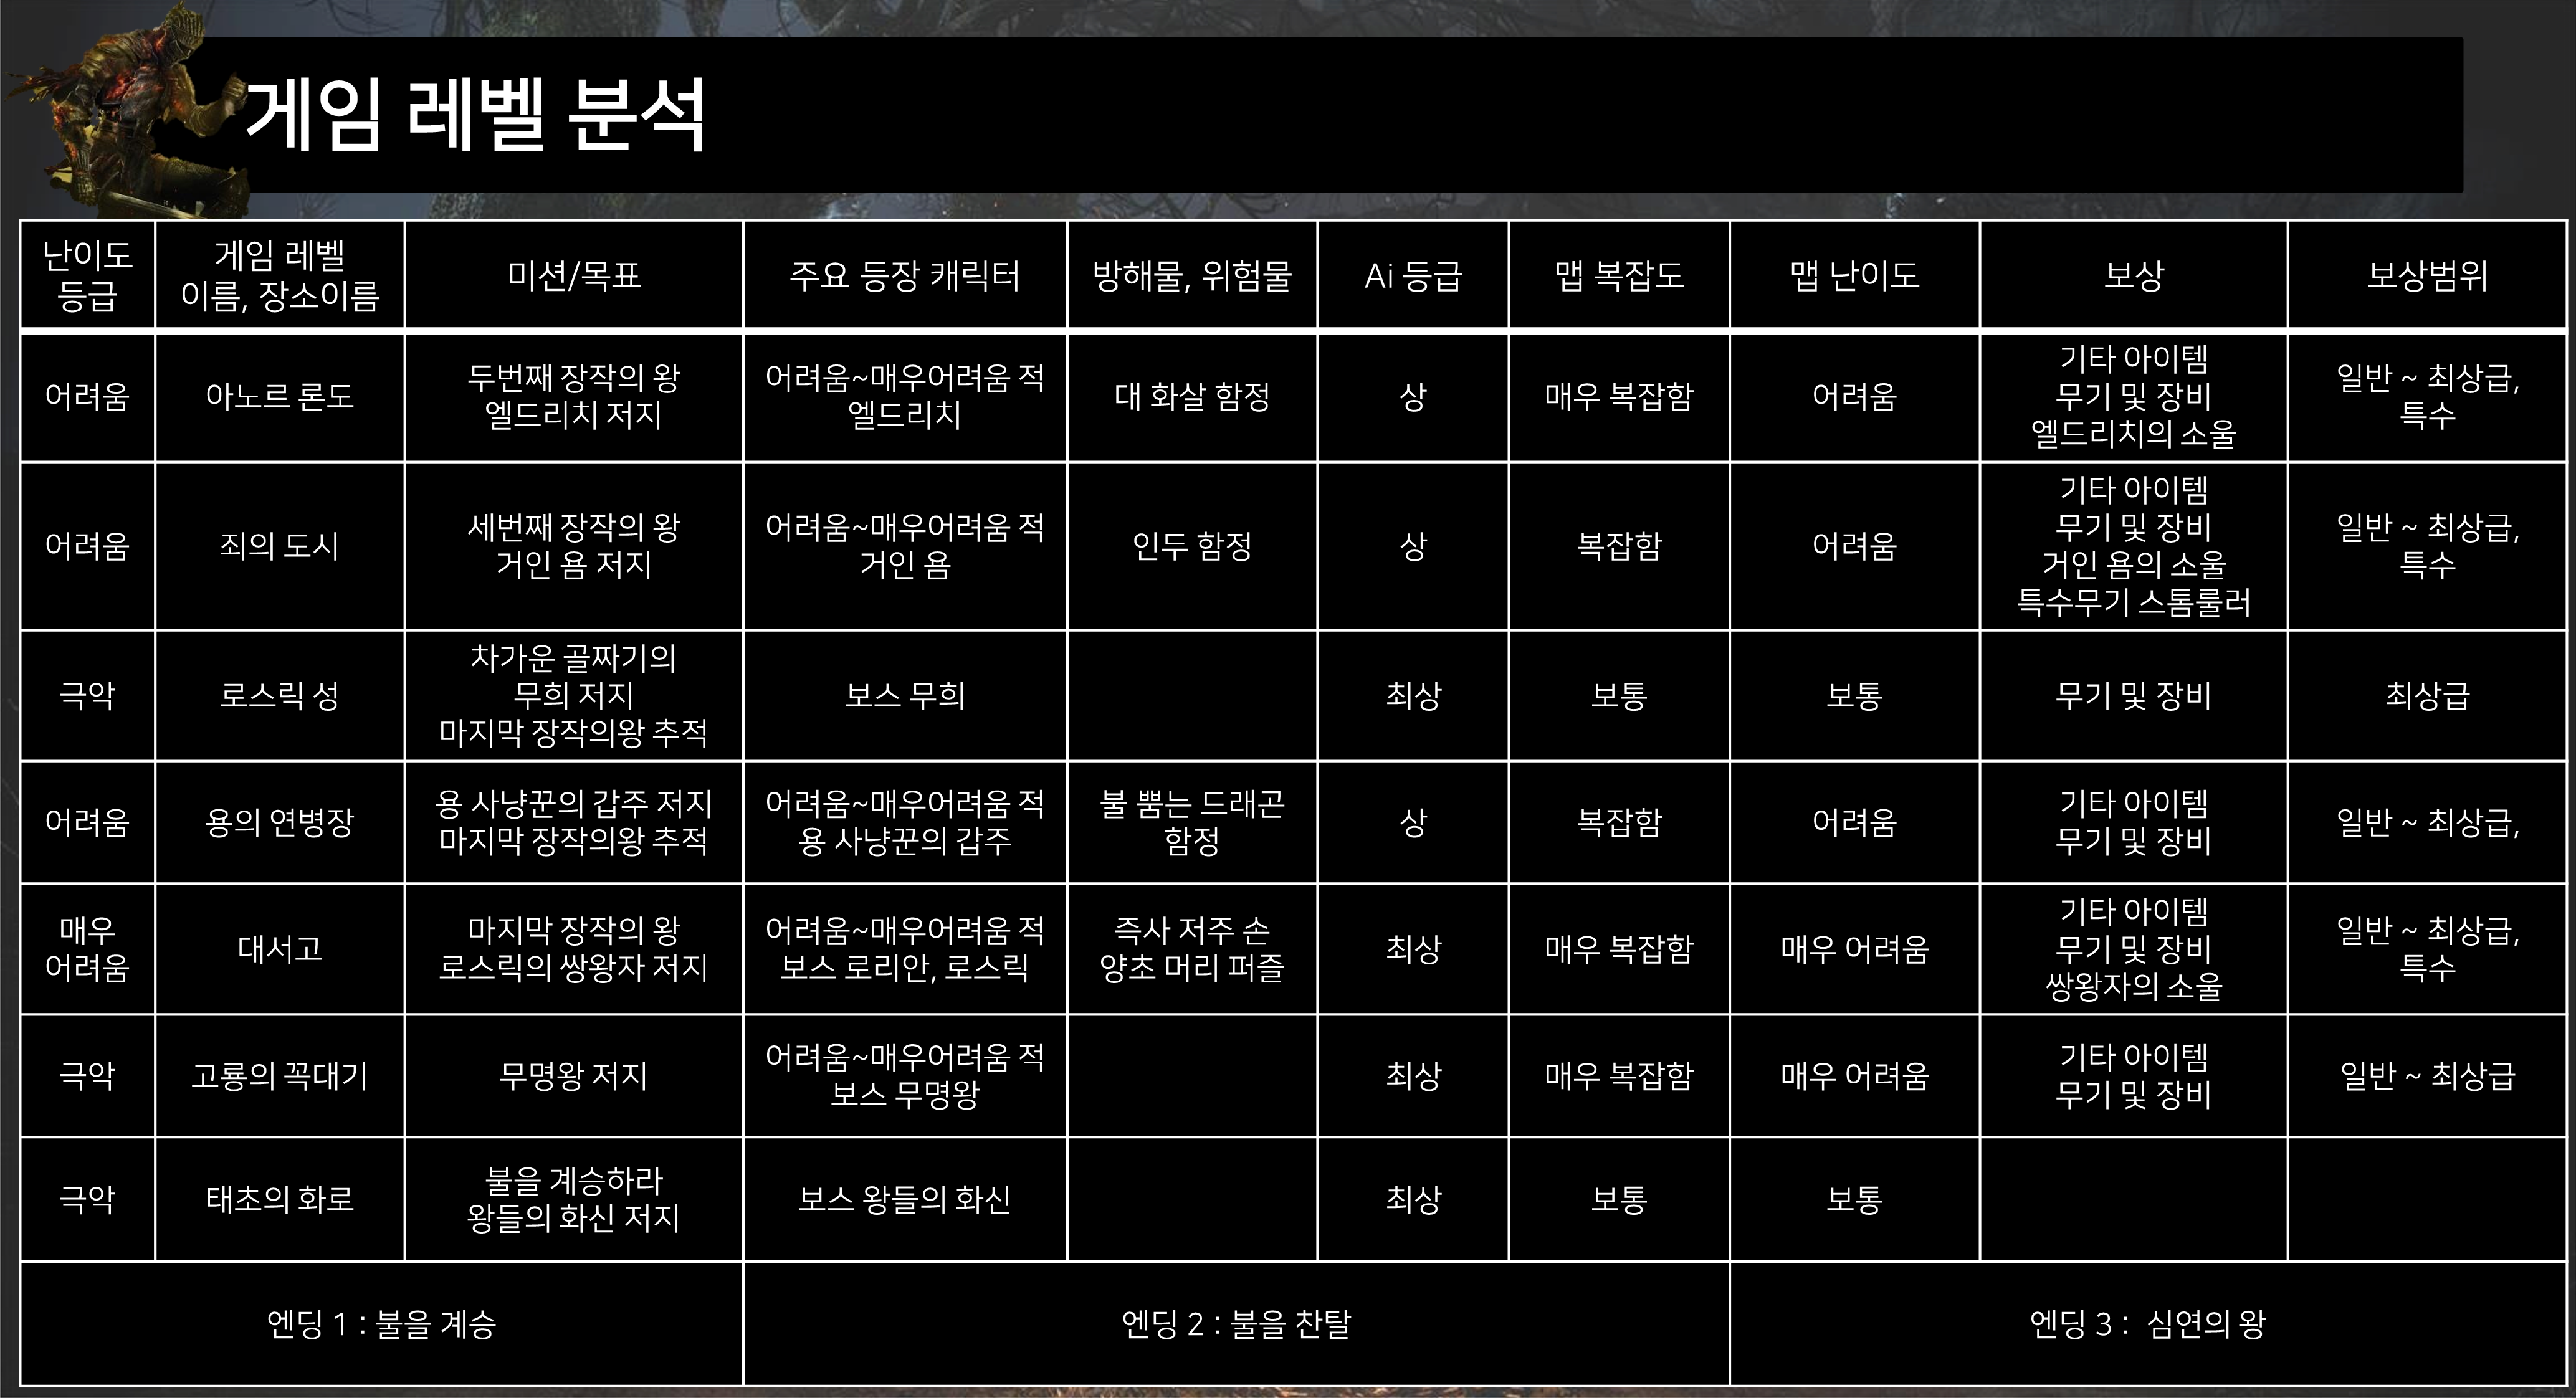 게임 레벨 분석
난이도
등급
게임 레벨
이름, 장소이름
미션/목표
주요 등장 캐릭터
방해물, 위험물
Ai 등급
맵 복잡도
맵 난이도
보상
보상범위
어려움
아노르 론도
두번째 장작의 왕
엘드리치 저지
어려움~매우어려움 적
엘드리치
대 화살 함정
상
매우 복잡함
어려움
기타 아이템
무기 및 장비
엘드리치의 소울
일반 ~ 최상급,
특수
어려움
죄의 도시
세번째 장작의 왕
거인 욤 저지
어려움~매우어려움 적
거인 욤
인두 함정
상
복잡함
어려움
기타 아이템
무기 및 장비
거인 욤의 소울
특수무기 스톰룰러
일반 ~ 최상급,
특수
극악
로스릭 성
차가운 골짜기의
무희 저지
마지막 장작의왕 추적
보스 무희
최상
보통
보통
무기 및 장비
최상급
어려움
용의 연병장
용 사냥꾼의 갑주 저지
마지막 장작의왕 추적
어려움~매우어려움 적
용 사냥꾼의 갑주
불 뿜는 드래곤
함정
상
복잡함
어려움
기타 아이템
무기 및 장비
일반 ~ 최상급,
매우
어려움
대서고
마지막 장작의 왕
로스릭의 쌍왕자 저지
어려움~매우어려움 적
보스 로리안, 로스릭
즉사 저주 손
양초 머리 퍼즐
최상
매우 복잡함
매우 어려움
기타 아이템
무기 및 장비
쌍왕자의 소울
일반 ~ 최상급,
특수
극악
고룡의 꼭대기
무명왕 저지
어려움~매우어려움 적
보스 무명왕
최상
매우 복잡함
매우 어려움
기타 아이템
무기 및 장비
일반 ~ 최상급
극악
태초의 화로
불을 계승하라
왕들의 화신 저지
보스 왕들의 화신
최상
보통
보통
엔딩 1 : 불을 계승
엔딩 2 : 불을 찬탈
엔딩 3 : 심연의 왕